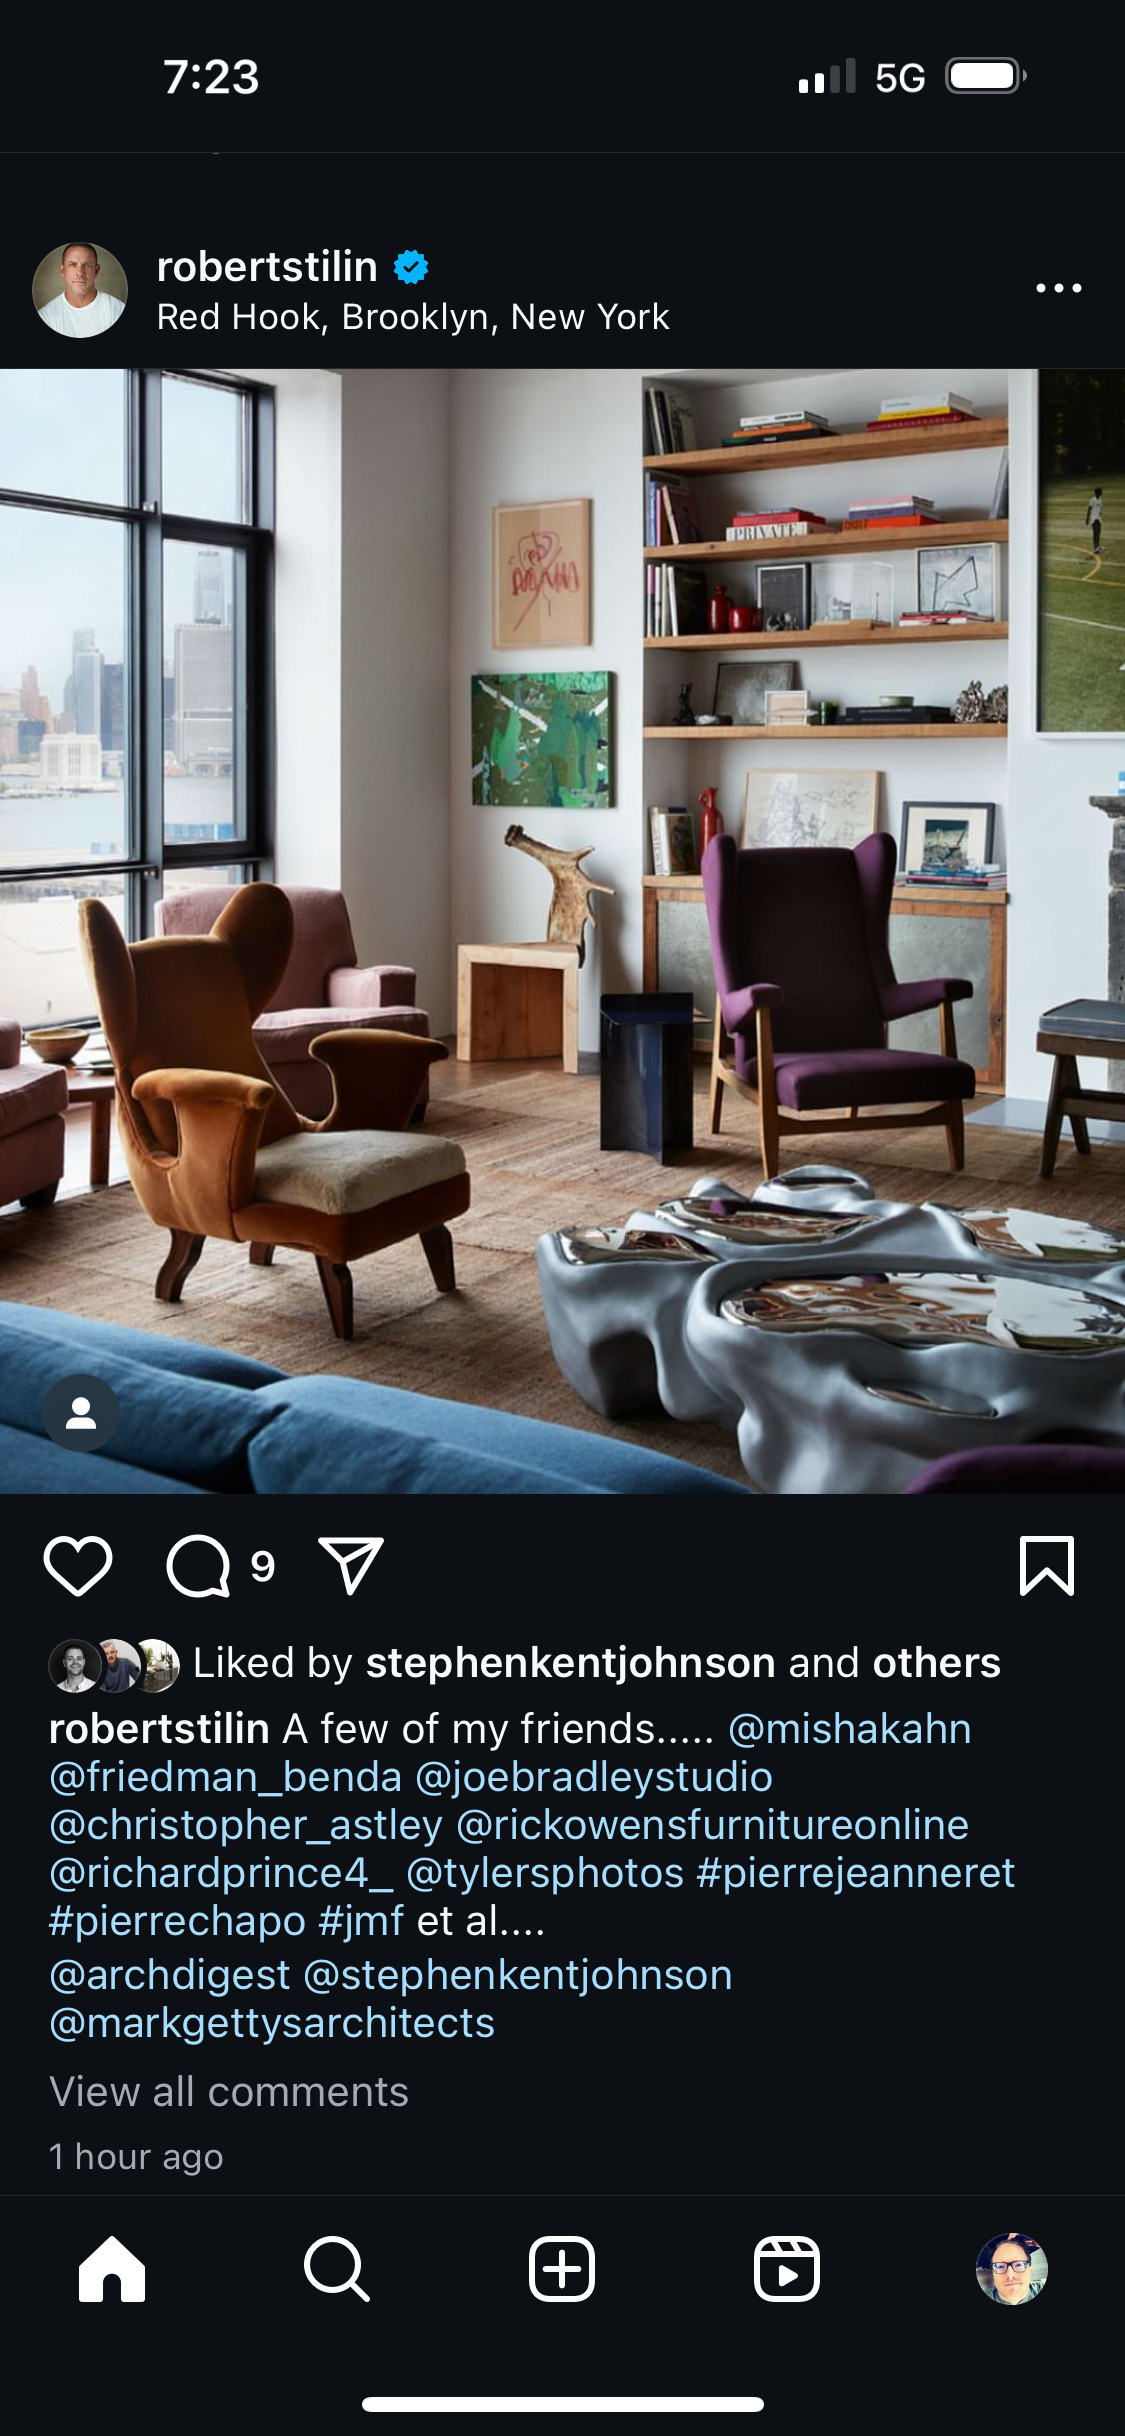 7:23
5G
robertstilin
Red Hook, Brooklyn, New York
PRIVATE
9
Liked by stephenkentjohnson and others
robertstilin A few of my friends..... @mishakahn
@friedman_benda @joebradleystudio
@christopher_astley @rickowensfurnitureonline
@richardprince4_ @tylersphotos #pierrejeanneret
#pierrechapo #jmf et al....
@archdigest @stephenkentjohnson
@markgettysarchitects
View all comments
1 hour ago